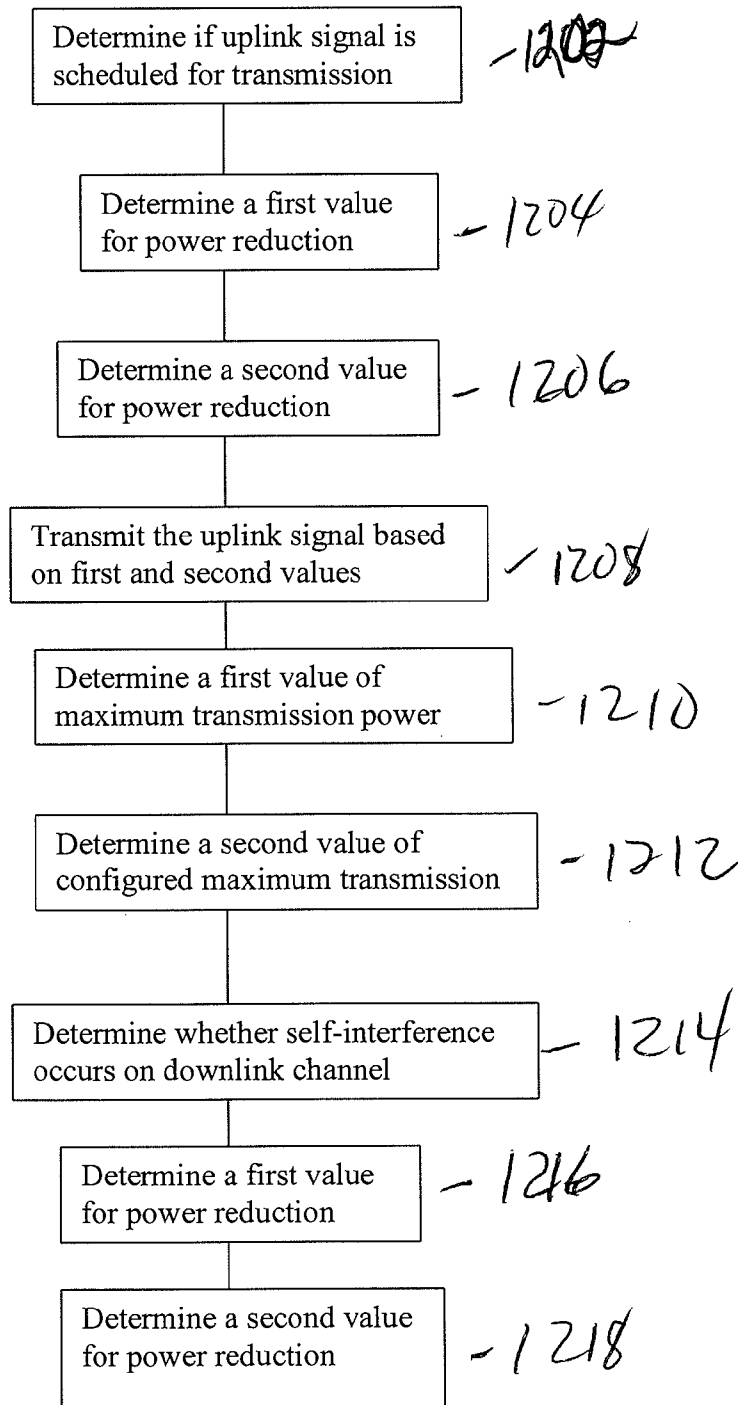 Determine if uplink signal is
scheduled for transmission
-1202
Determine a first value
for power reduction
-1204
Determine a second value
for power reduction
-1206
Transmit the uplink signal based
on first and second values
-1208
Determine a first value of
maximum transmission power
-1210
Determine a second value of
configured maximum transmission
-1212
Determine whether self-interference
occurs on downlink channel
-1214
Determine a first value
for power reduction
-1216
Determine a second value
for power reduction
-1218